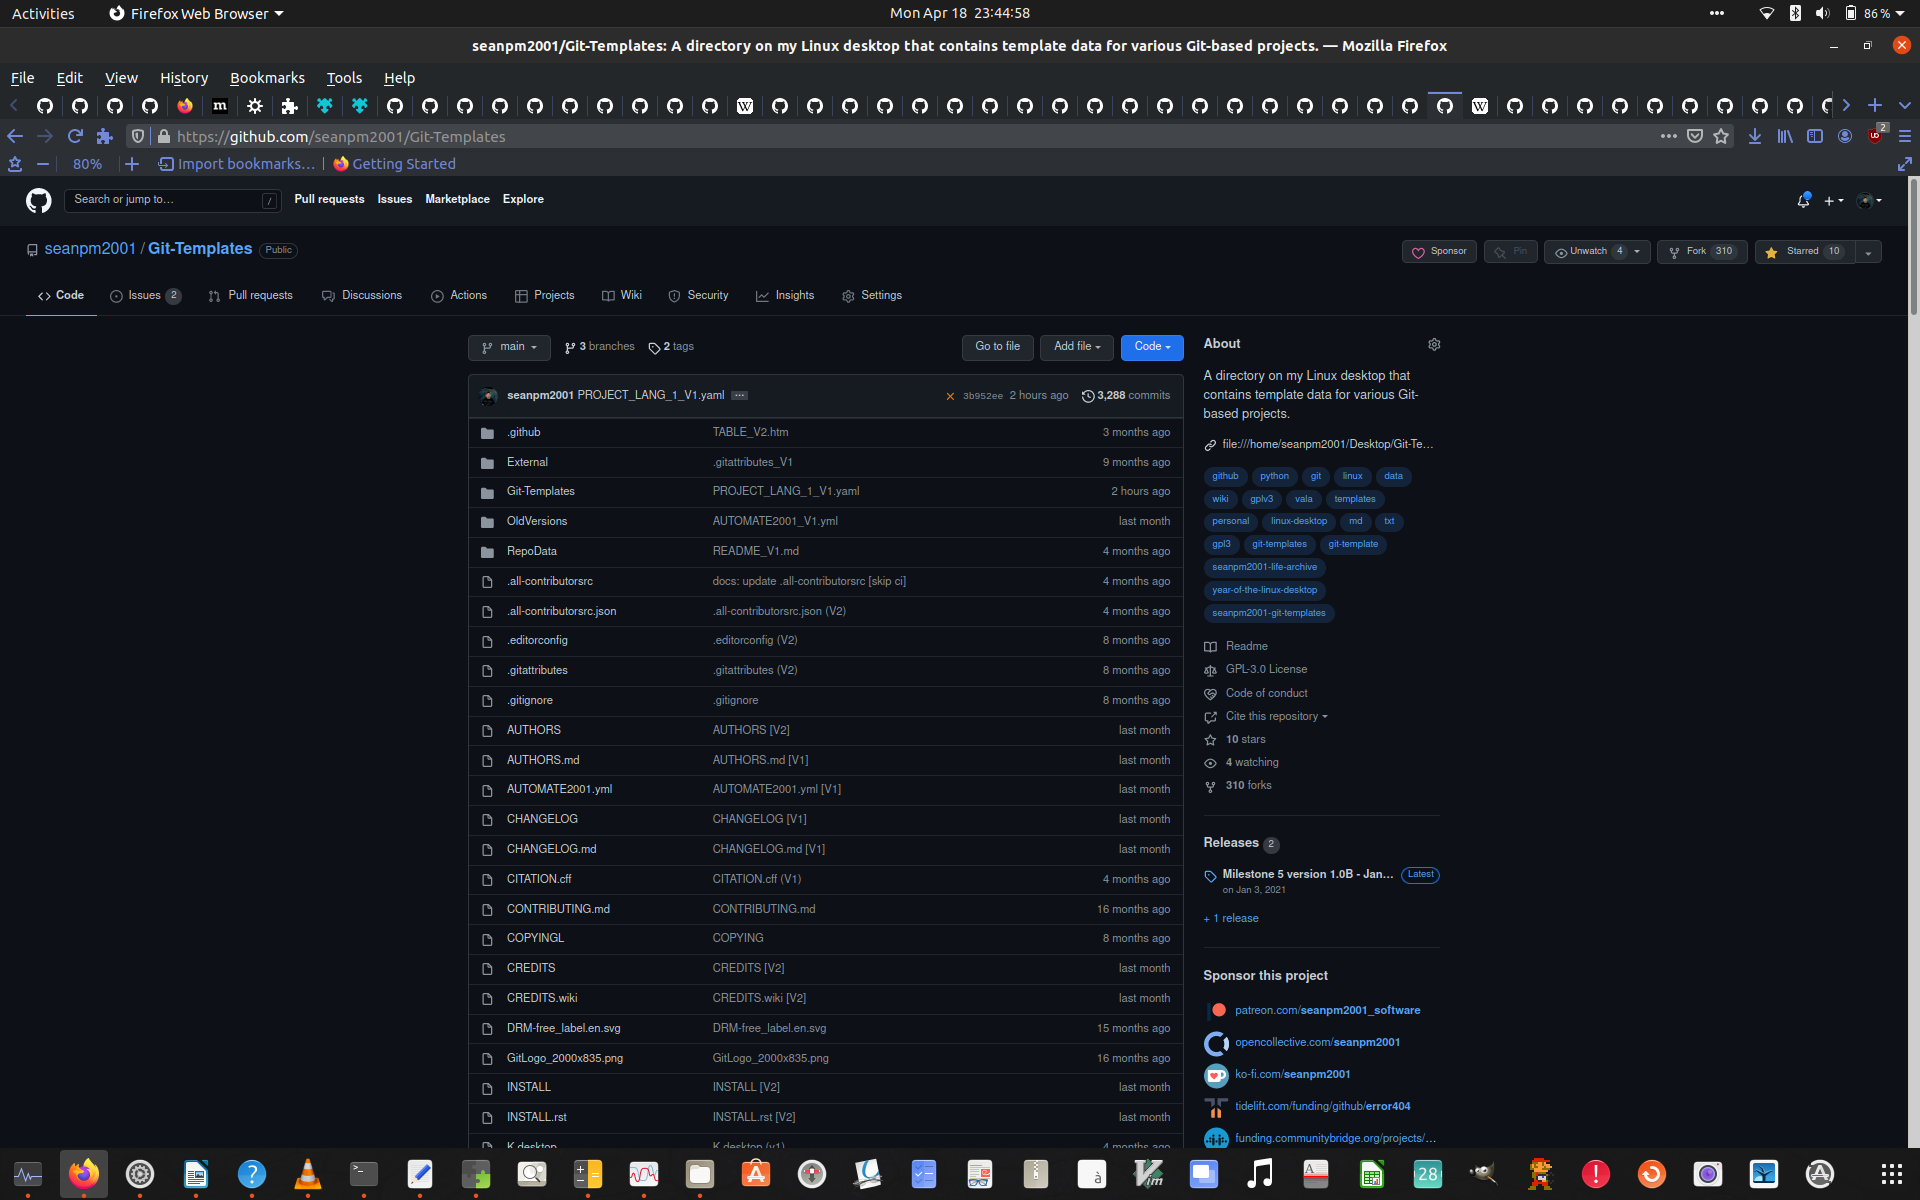 Activities
Firefox Web Browser
Mon Apr 18 23:44:58
86 %
seanpm2001/Git-Templates: A directory on my Linux desktop that contains template data for various Git-based projects. — Mozilla Firefox
File Edit View History Bookmarks Tools Help
https://github.com/seanpm2001/Git-Templates
2
80% Import bookmarks… Getting Started
Search or jump to… /
Pull requests Issues Marketplace Explore
seanpm2001 / Git-Templates Public
Sponsor Pin Unwatch 4 Fork 310 Starred 10
Code Issues 2 Pull requests Discussions Actions Projects Wiki Security Insights Settings
main 3 branches 2 tags Go to file Add file Code
seanpm2001 PROJECT_LANG_1_V1.yaml 3b952ee 2 hours ago 3,288 commits
.github TABLE_V2.htm 3 months ago
External .gitattributes_V1 9 months ago
Git-Templates PROJECT_LANG_1_V1.yaml 2 hours ago
OldVersions AUTOMATE2001_V1.yml last month
RepoData README_V1.md 4 months ago
.all-contributorsrc docs: update .all-contributorsrc [skip ci] 4 months ago
.all-contributorsrc.json .all-contributorsrc.json (V2) 4 months ago
.editorconfig .editorconfig (V2) 8 months ago
.gitattributes .gitattributes (V2) 8 months ago
.gitignore .gitignore 8 months ago
AUTHORS AUTHORS [V2] last month
AUTHORS.md AUTHORS.md [V1] last month
AUTOMATE2001.yml AUTOMATE2001.yml [V1] last month
CHANGELOG CHANGELOG [V1] last month
CHANGELOG.md CHANGELOG.md [V1] last month
CITATION.cff CITATION.cff (V1) 4 months ago
CONTRIBUTING.md CONTRIBUTING.md 16 months ago
COPYINGL COPYING 8 months ago
CREDITS CREDITS [V2] last month
CREDITS.wiki CREDITS.wiki [V2] last month
DRM-free_label.en.svg DRM-free_label.en.svg 15 months ago
GitLogo_2000x835.png GitLogo_2000x835.png 16 months ago
INSTALL INSTALL [V2] last month
INSTALL.rst INSTALL.rst [V2] last month
K.desktop K.desktop (v1) 4 months ago
About
A directory on my Linux desktop that
contains template data for various Git-
based projects.
file:///home/seanpm2001/Desktop/Git-Te…
github python git linux data
wiki gplv3 vala templates
personal linux-desktop md txt
gpl3 git-templates git-template
seanpm2001-life-archive
year-of-the-linux-desktop
seanpm2001-git-templates
Readme
GPL-3.0 License
Code of conduct
Cite this repository
10 stars
4 watching
310 forks
Releases 2
Milestone 5 version 1.0B - Jan… Latest
on Jan 3, 2021
+ 1 release
Sponsor this project
patreon.com/seanpm2001_software
opencollective.com/seanpm2001
ko-fi.com/seanpm2001
tidelift.com/funding/github/error404
funding.communitybridge.org/projects/…
28